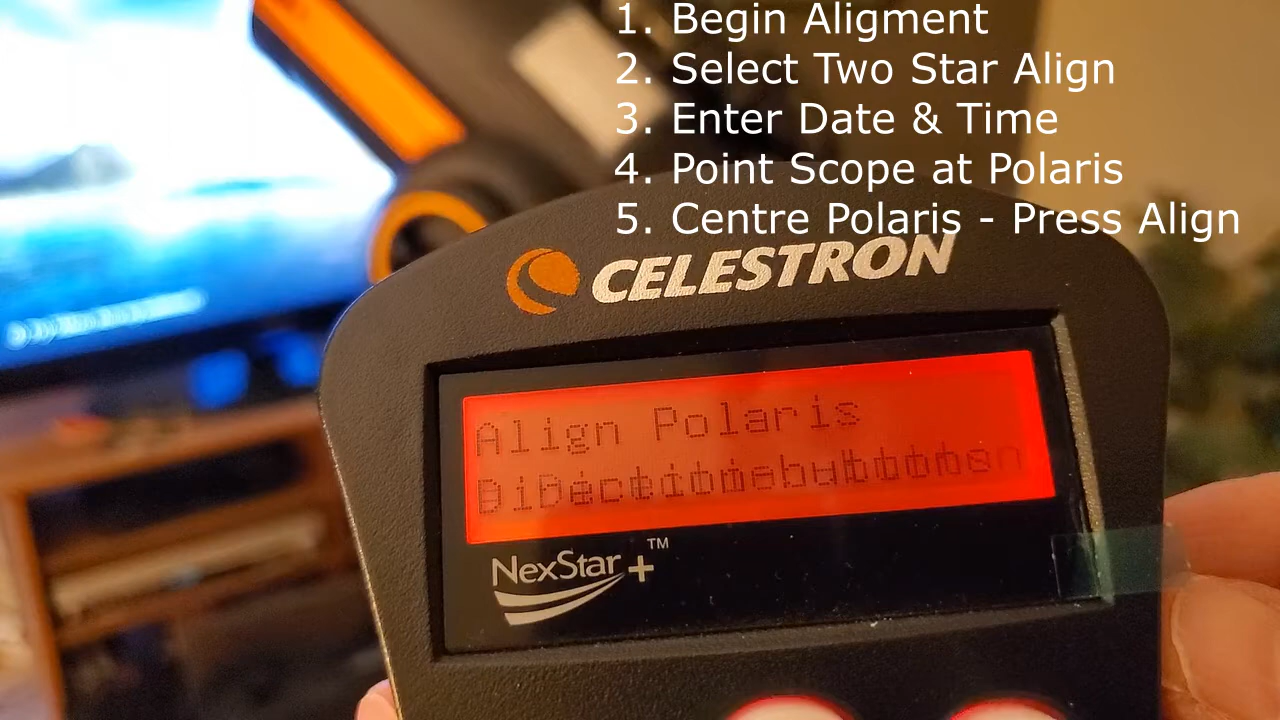 1. Begin Aligment
2. Select Two Star Align
3. Enter Date & Time
4. Point Scope at Polaris
5. Centre Polaris - Press Align
CELESTRON
Align Polaris
NexStar+™